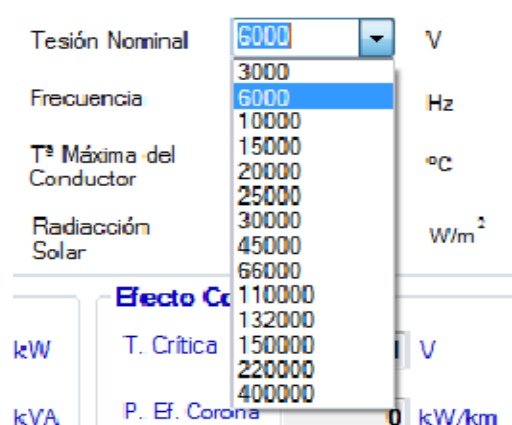 Tesión Nominal 6000 V
3000
Frecuencia 6000 Hz
10000
Tª Máxima del 15000
Conductor 20000 ºC
25000
Radiacción 30000 W/m²
Solar 45000
66000
Efecto Co 110000
132000
kW T. Crítica 150000 V
220000
400000
kVA P. Ef. Corona 0 kW/km